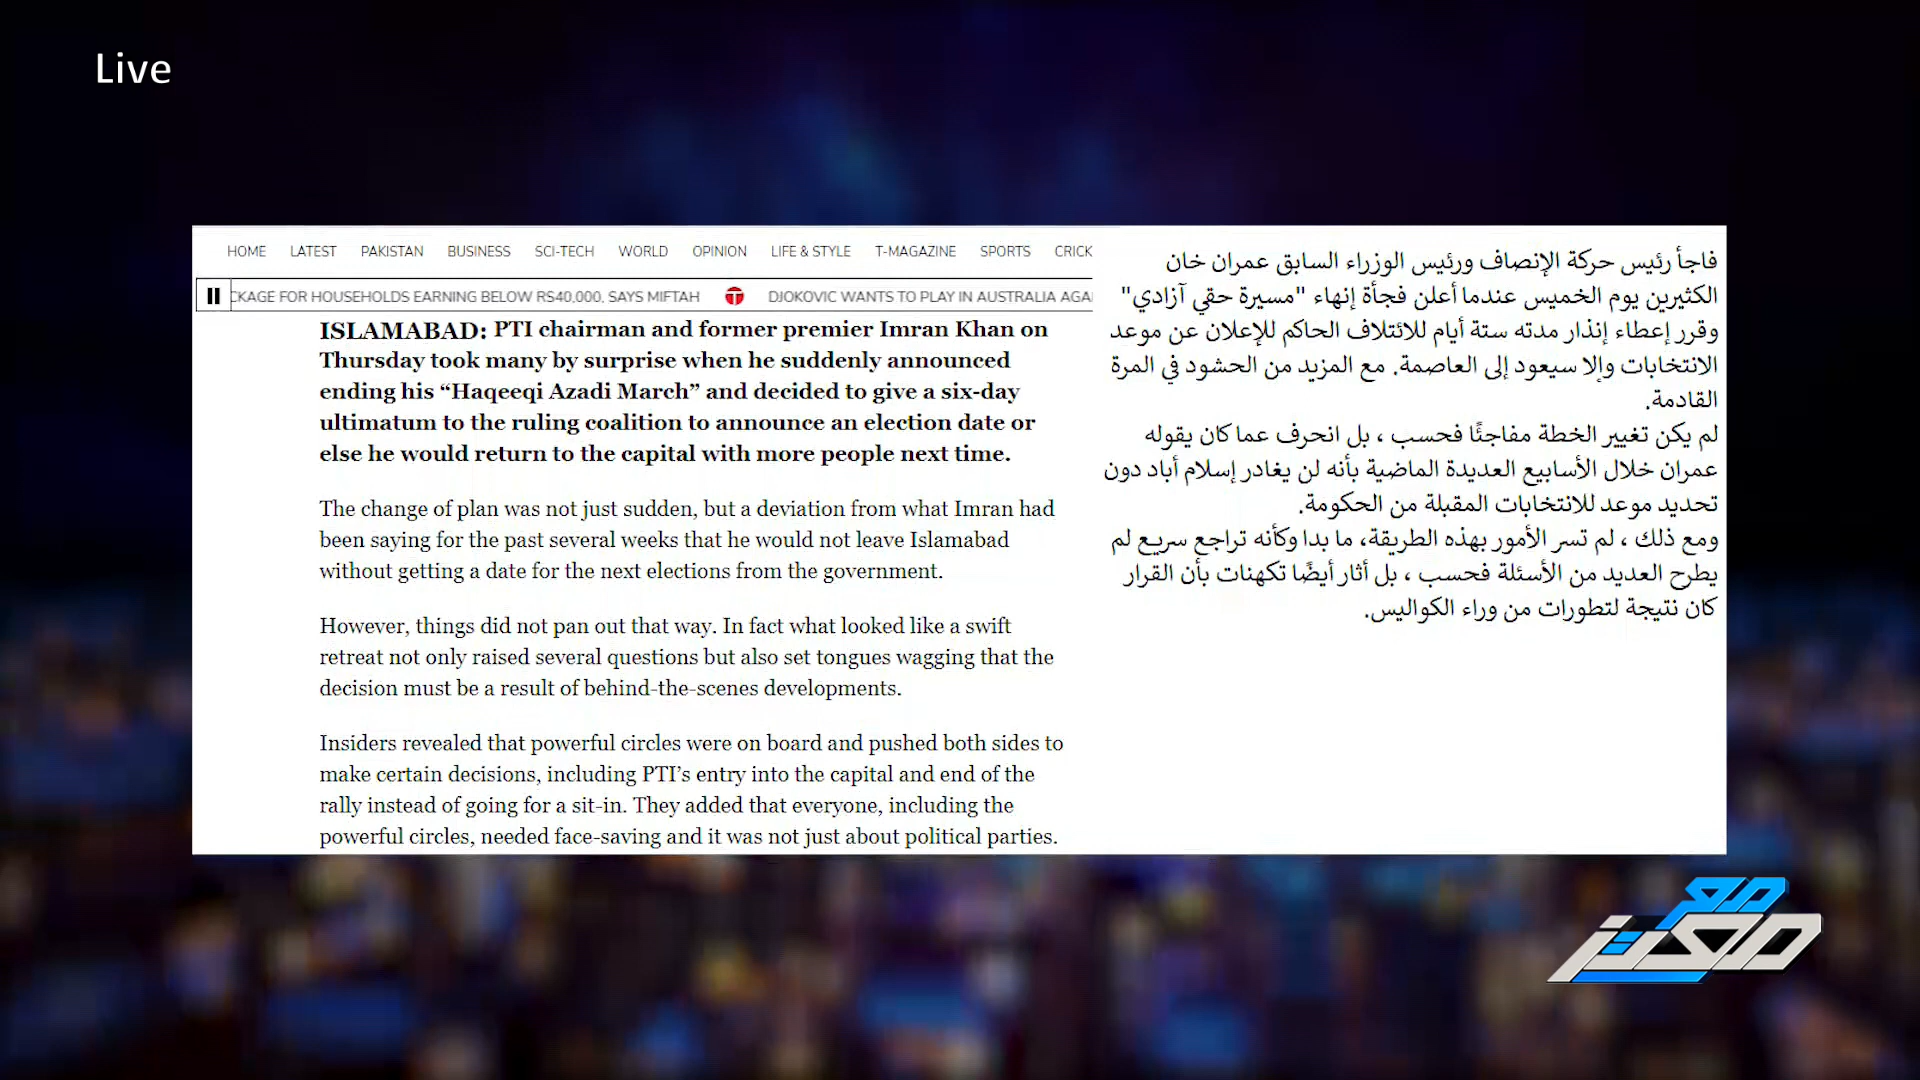 Live
HOME LATEST PAKISTAN BUSINESS SCI-TECH WORLD OPINION LIFE & STYLE T-MAGAZINE SPORTS CRICK
CKAGE FOR HOUSEHOLDS EARNING BELOW RS40,000, SAYS MIFTAH DJOKOVIC WANTS TO PLAY IN AUSTRALIA AGAI
ISLAMABAD: PTI chairman and former premier Imran Khan on
Thursday took many by surprise when he suddenly announced
ending his “Haqeeqi Azadi March” and decided to give a six-day
ultimatum to the ruling coalition to announce an election date or
else he would return to the capital with more people next time.
The change of plan was not just sudden, but a deviation from what Imran had
been saying for the past several weeks that he would not leave Islamabad
without getting a date for the next elections from the government.
However, things did not pan out that way. In fact what looked like a swift
retreat not only raised several questions but also set tongues wagging that the
decision must be a result of behind-the-scenes developments.
Insiders revealed that powerful circles were on board and pushed both sides to
make certain decisions, including PTI’s entry into the capital and end of the
rally instead of going for a sit-in. They added that everyone, including the
powerful circles, needed face-saving and it was not just about political parties.
فاجأ رئيس حركة الإنصاف ورئيس الوزراء السابق عمران خان
الكثيرين يوم الخميس عندما أعلن فجأة إنهاء "مسيرة حقي آزادي"
وقرر إعطاء إنذار مدته ستة أيام للائتلاف الحاكم للإعلان عن موعد
الانتخابات وإلا سيعود إلى العاصمة. مع المزيد من الحشود في المرة
القادمة.
لم يكن تغيير الخطة مفاجئًا فحسب ، بل انحرف عما كان يقوله
عمران خلال الأسابيع العديدة الماضية بأنه لن يغادر إسلام أباد دون
تحديد موعد للانتخابات المقبلة من الحكومة.
ومع ذلك ، لم تسر الأمور بهذه الطريقة، ما بدا وكأنه تراجع سريع لم
يطرح العديد من الأسئلة فحسب ، بل أثار أيضًا تكهنات بأن القرار
كان نتيجة لتطورات من وراء الكواليس.
مع